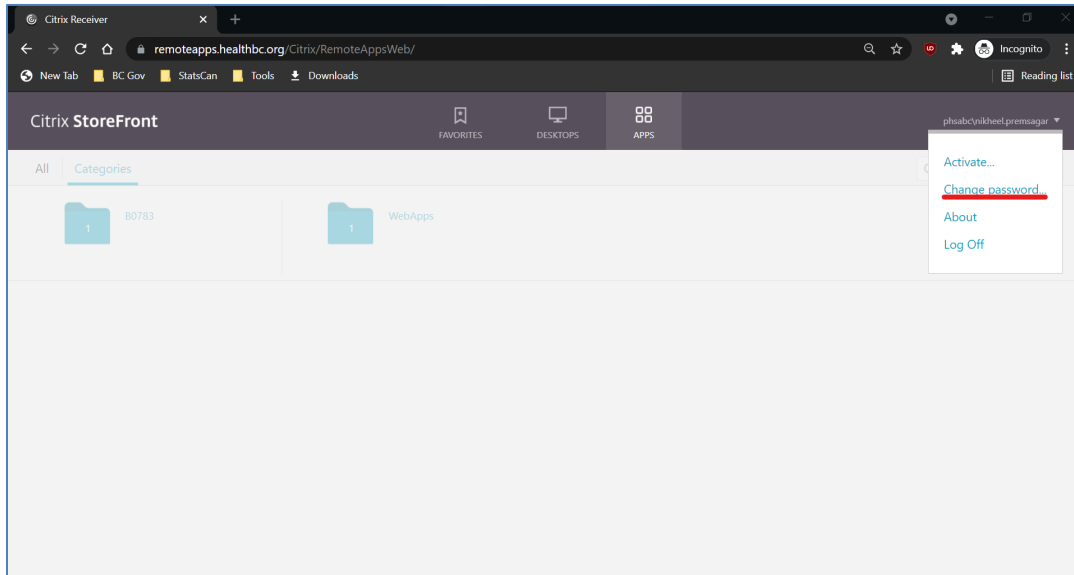 Citrix Receiver
remoteapps.healthbc.org/Citrix/RemoteAppsWeb/
Incognito
New Tab BC Gov StatsCan Tools Downloads Reading list
Citrix StoreFront
FAVORITES DESKTOPS APPS
phsabc\nikheel.premsagar
All Categories
Activate...
Change password...
About
Log Off
B0783
1
WebApps
1